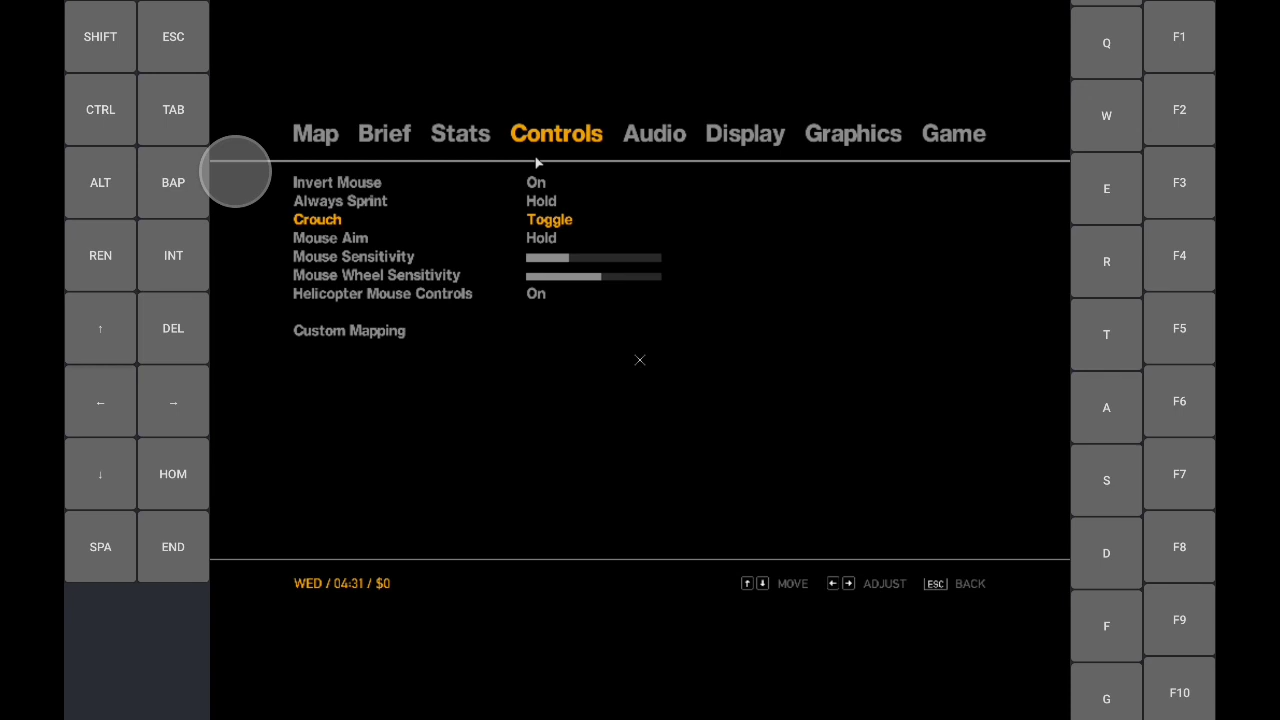 SHIFT ESC
CTRL TAB
ALT BAP
REN INT
↑ DEL
← →
↓ HOM
SPA END
Map Brief Stats Controls Audio Display Graphics Game
Invert Mouse On
Always Sprint Hold
Crouch Toggle
Mouse Aim Hold
Mouse Sensitivity
Mouse Wheel Sensitivity
Helicopter Mouse Controls On
Custom Mapping
WED / 04:31 / $0
↑ ↓ MOVE ← → ADJUST ESC BACK
Q F1
W F2
E F3
R F4
T F5
A F6
S F7
D F8
F F9
G F10